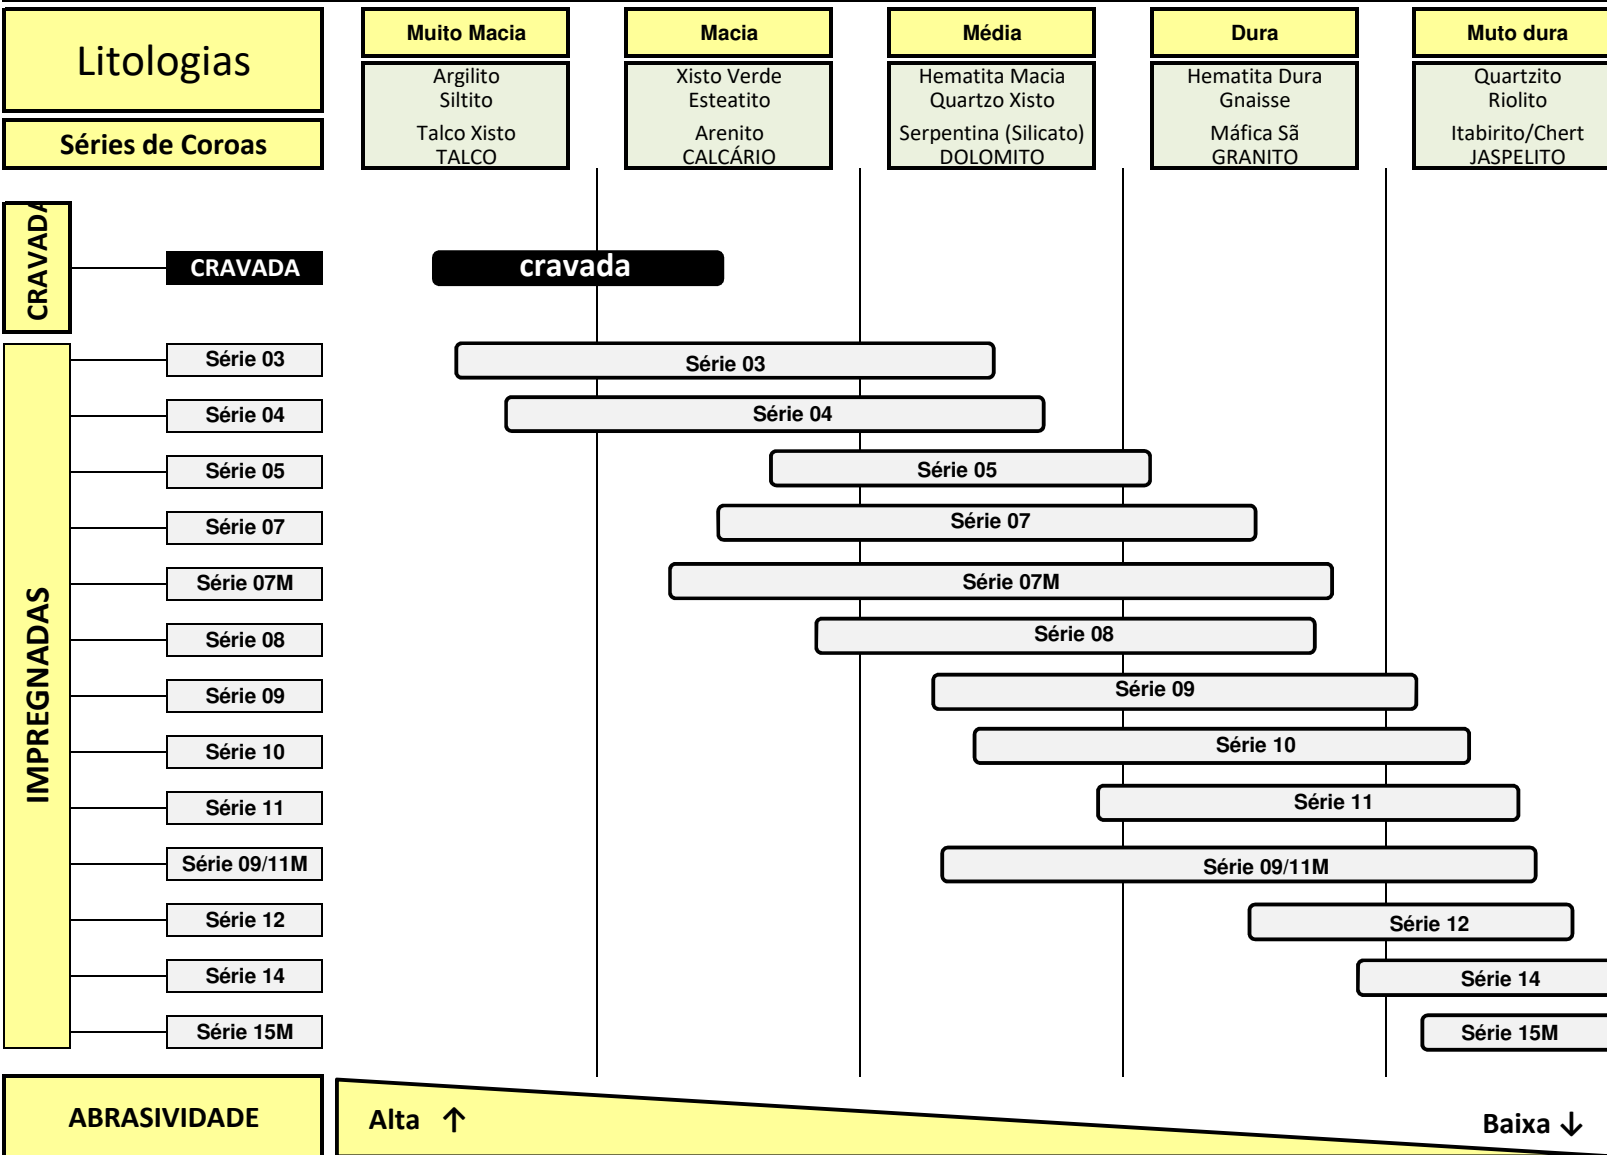 Litologias
Muito Macia
Macia
Média
Dura
Muto dura
Argilito
Siltito
Talco Xisto
TALCO
Xisto Verde
Esteatito
Arenito
CALCÁRIO
Hematita Macia
Quartzo Xisto
Serpentina (Silicato)
DOLOMITO
Hematita Dura
Gnaisse
Máfica Sã
GRANITO
Quartzito
Riolito
Itabirito/Chert
JASPELITO
Séries de Coroas
CRAVADA
CRAVADA
cravada
IMPREGNADAS
Série 03
Série 03
Série 04
Série 04
Série 05
Série 05
Série 07
Série 07
Série 07M
Série 07M
Série 08
Série 08
Série 09
Série 09
Série 10
Série 10
Série 11
Série 11
Série 09/11M
Série 09/11M
Série 12
Série 12
Série 14
Série 14
Série 15M
Série 15M
ABRASIVIDADE
Alta ↑
Baixa ↓